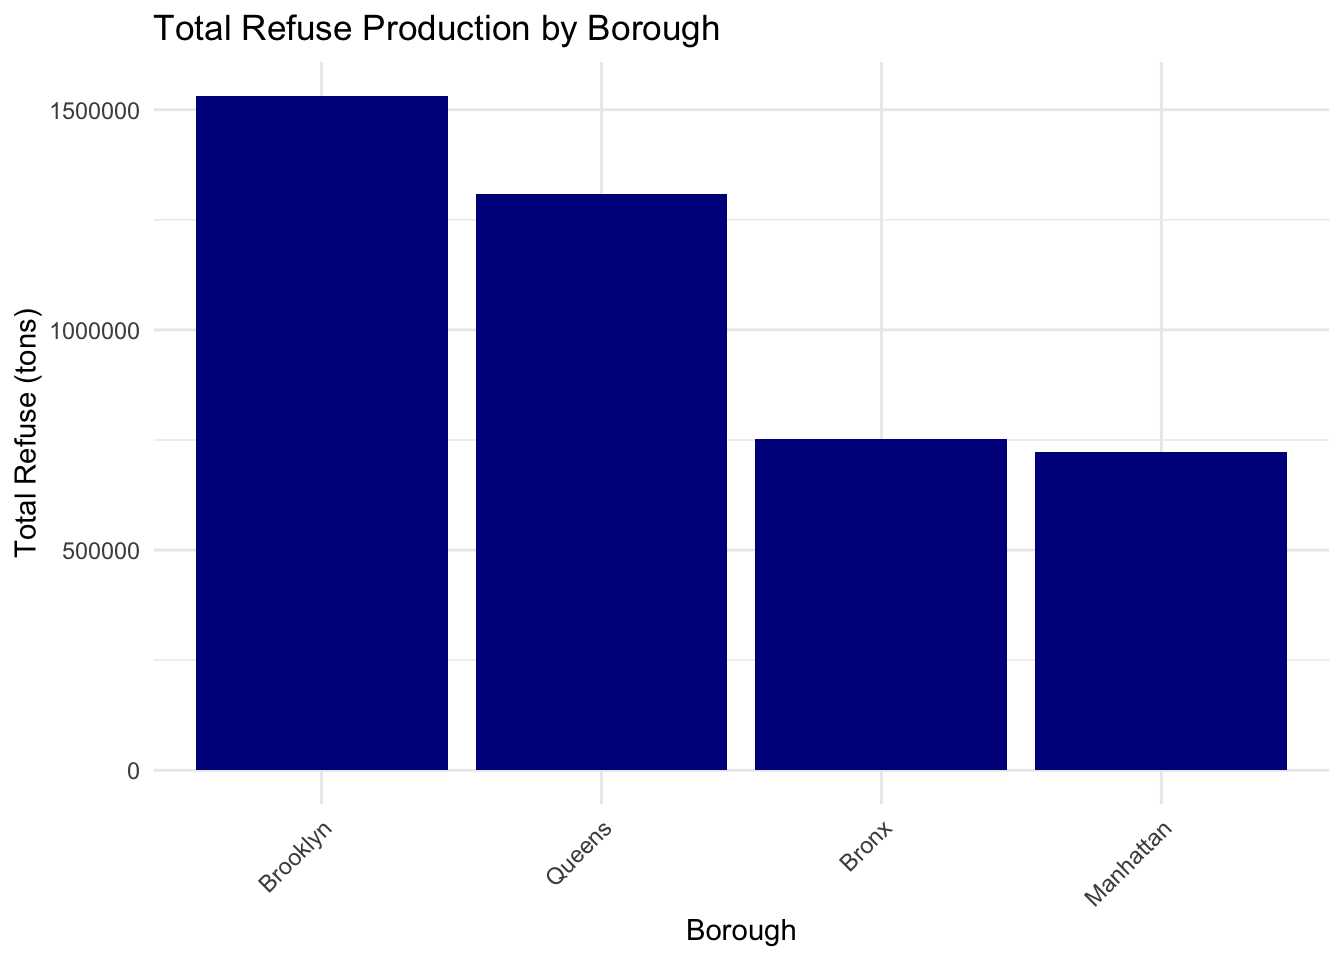 Total Refuse Production by Borough
Total Refuse (tons)
1500000
1000000
500000
0
Brooklyn
Queens
Bronx
Manhattan
Borough